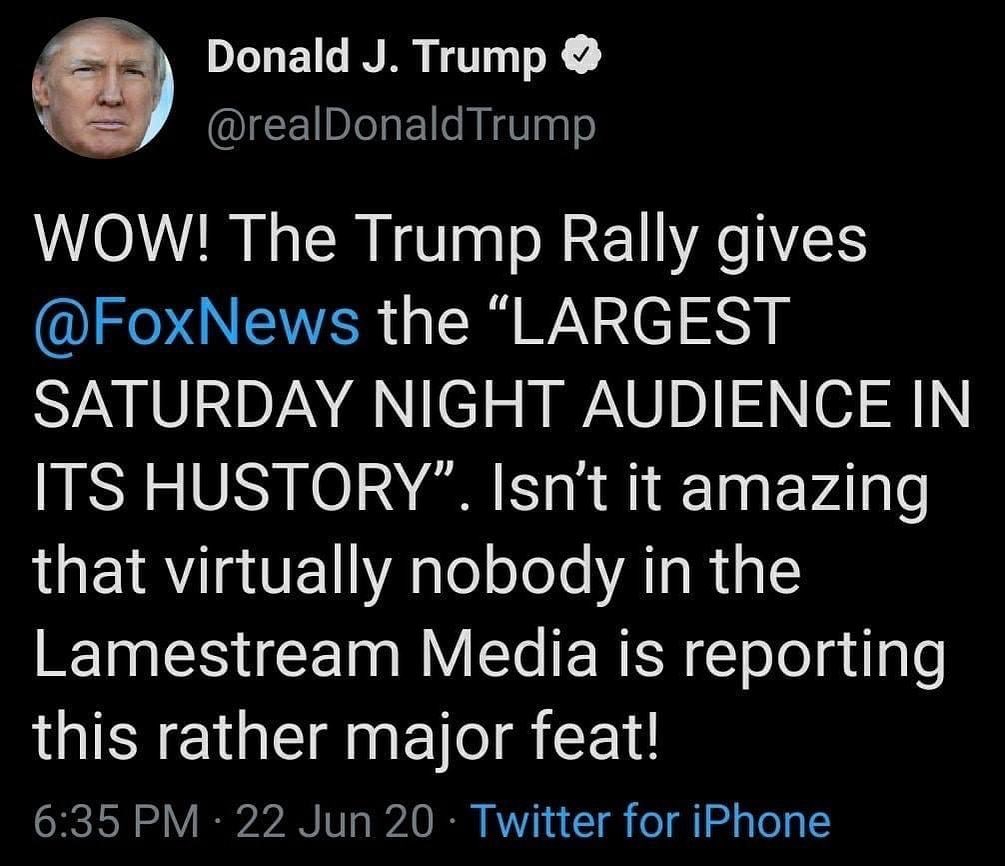 Donald J. Trump
@realDonaldTrump
WOW! The Trump Rally gives
@FoxNews the “LARGEST
SATURDAY NIGHT AUDIENCE IN
ITS HUSTORY”. Isn’t it amazing
that virtually nobody in the
Lamestream Media is reporting
this rather major feat!
6:35 PM · 22 Jun 20 · Twitter for iPhone